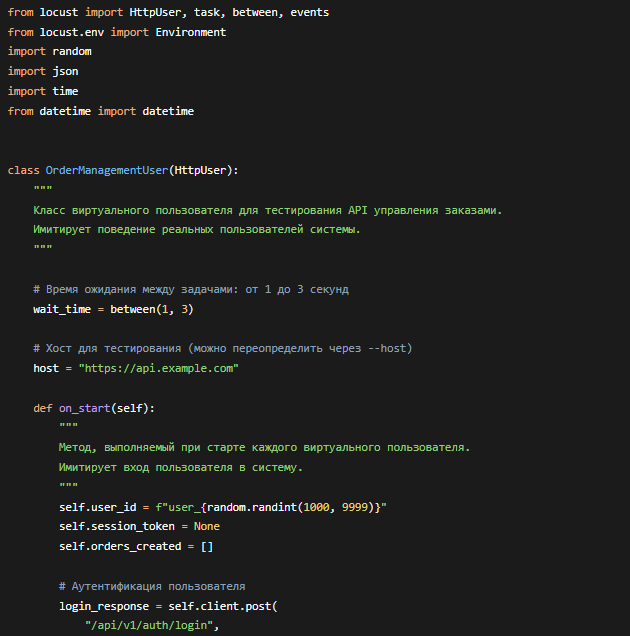 from locust import HttpUser, task, between, events
from locust.env import Environment
import random
import json
import time
from datetime import datetime
class OrderManagementUser(HttpUser):
"""
Класс виртуального пользователя для тестирования API управления заказами.
Имитирует поведение реальных пользователей системы.
"""
# Время ожидания между задачами: от 1 до 3 секунд
wait_time = between(1, 3)
# Хост для тестирования (можно переопределить через --host)
host = "https://api.example.com"
def on_start(self):
"""
Метод, выполняемый при старте каждого виртуального пользователя.
Имитирует вход пользователя в систему.
"""
self.user_id = f"user_{random.randint(1000, 9999)}"
self.session_token = None
self.orders_created = []
# Аутентификация пользователя
login_response = self.client.post(
"/api/v1/auth/login",